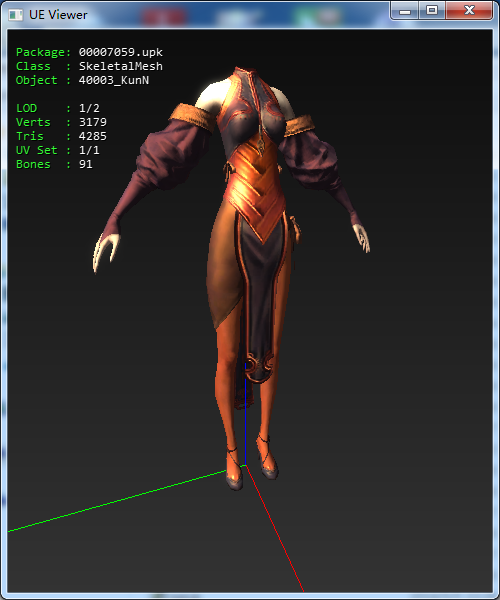 UE Viewer
Package: 00007059.upk
Class : SkeletalMesh
Object : 40003_KunN
LOD : 1/2
Verts : 3179
Tris : 4285
UV Set : 1/1
Bones : 91